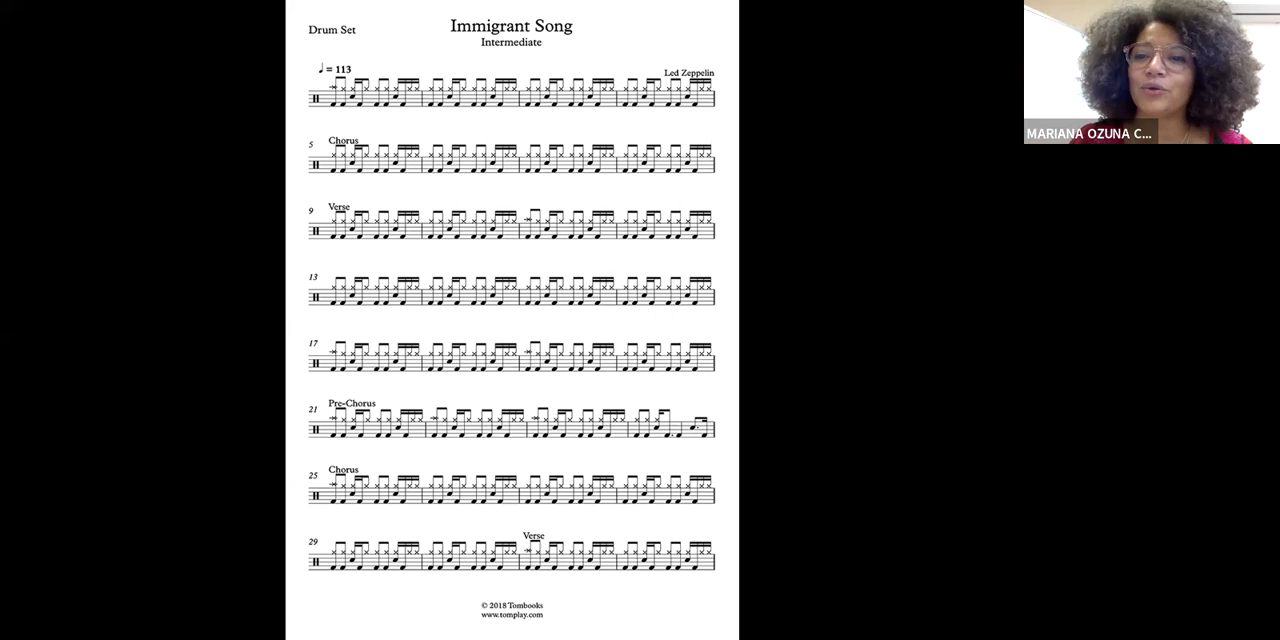 Drum Set
Immigrant Song
Intermediate
♩ = 113
Led Zeppelin
MARIANA OZUNA C...
5
Chorus
9
Verse
13
17
21
Pre-Chorus
25
Chorus
29
Verse
© 2018 Tombooks
www.tomplay.com